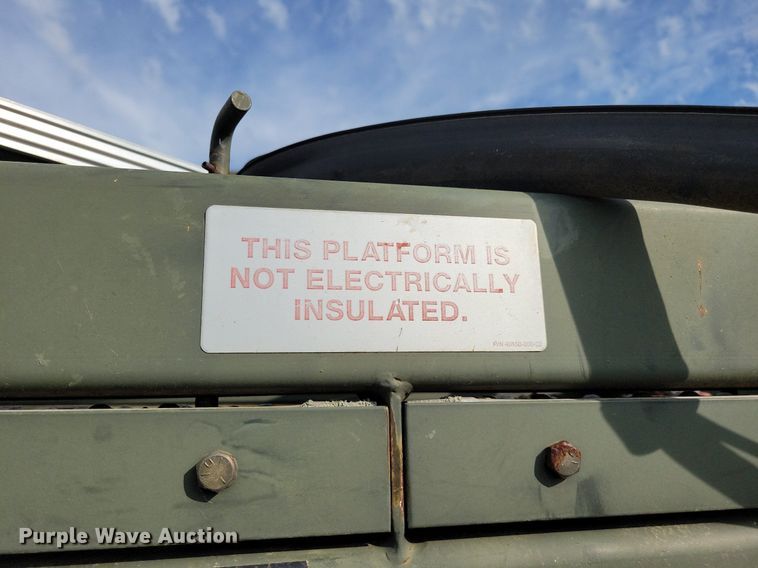 THIS PLATFORM IS
NOT ELECTRICALLY
INSULATED.
Purple Wave Auction